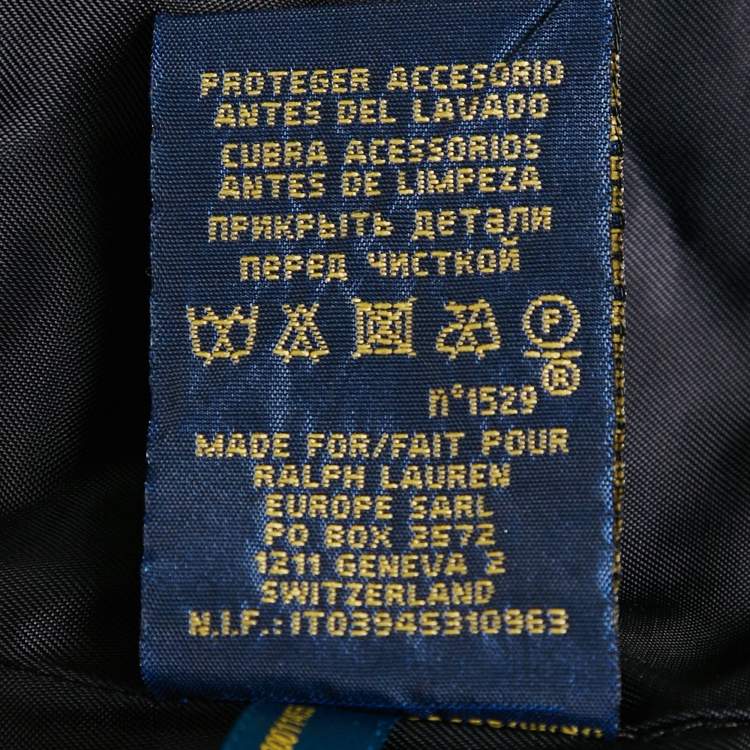 PROTEGER ACCESORIO
ANTES DEL LAVADO
CUBRA ACESSORIOS
ANTES DE LIMPEZA
ПРИКРЫТЬ ДЕТАЛИ
ПЕРЕД ЧИСТКОЙ
P
®
n°1529
MADE FOR/FAIT POUR
RALPH LAUREN
EUROPE SARL
PO BOX 2572
1211 GENEVA 2
SWITZERLAND
N.I.F.:IT03945310963